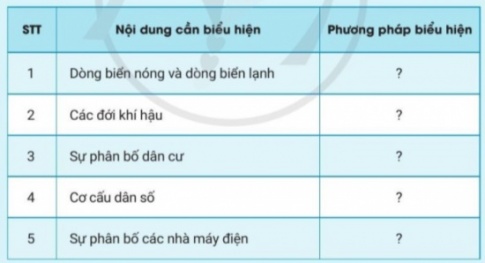 STT Nội dung cần biểu hiện Phương pháp biểu hiện
1 Dòng biển nóng và dòng biển lạnh ?
2 Các đới khí hậu ?
3 Sự phân bố dân cư ?
4 Cơ cấu dân số ?
5 Sự phân bố các nhà máy điện ?